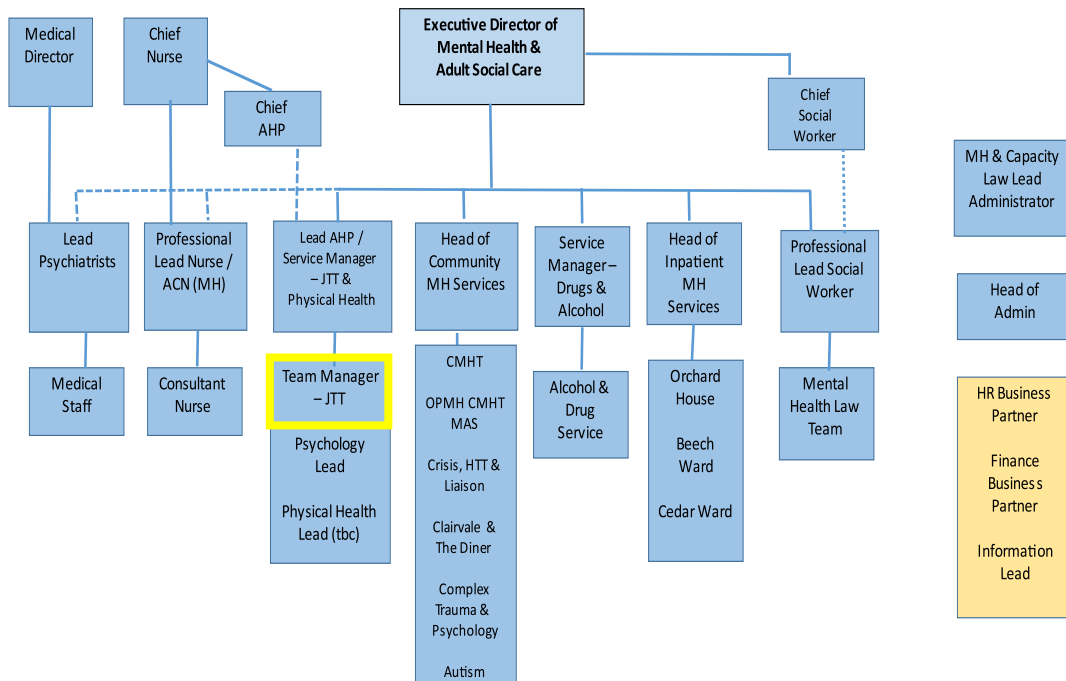 Medical
Director
Chief
Nurse
Executive Director of
Mental Health &
Adult Social Care
Chief
AHP
Chief
Social
Worker
MH & Capacity
Law Lead
Administrator
Lead
Psychiatrists
Professional
Lead Nurse /
ACN (MH)
Lead AHP /
Service Manager
– JTT &
Physical Health
Head of
Community
MH Services
Service
Manager –
Drugs &
Alcohol
Head of
Inpatient
MH
Services
Professional
Lead Social
Worker
Head of
Admin
Medical
Staff
Consultant
Nurse
Team Manager
– JTT
Psychology
Lead
Physical Health
Lead (tbc)
CMHT
OPMH CMHT
MAS
Crisis, HTT &
Liaison
Clairvale &
The Diner
Complex
Trauma &
Psychology
Autism
Alcohol &
Drug
Service
Orchard
House
Beech
Ward
Cedar Ward
Mental
Health Law
Team
HR Business
Partner
Finance
Business
Partner
Information
Lead